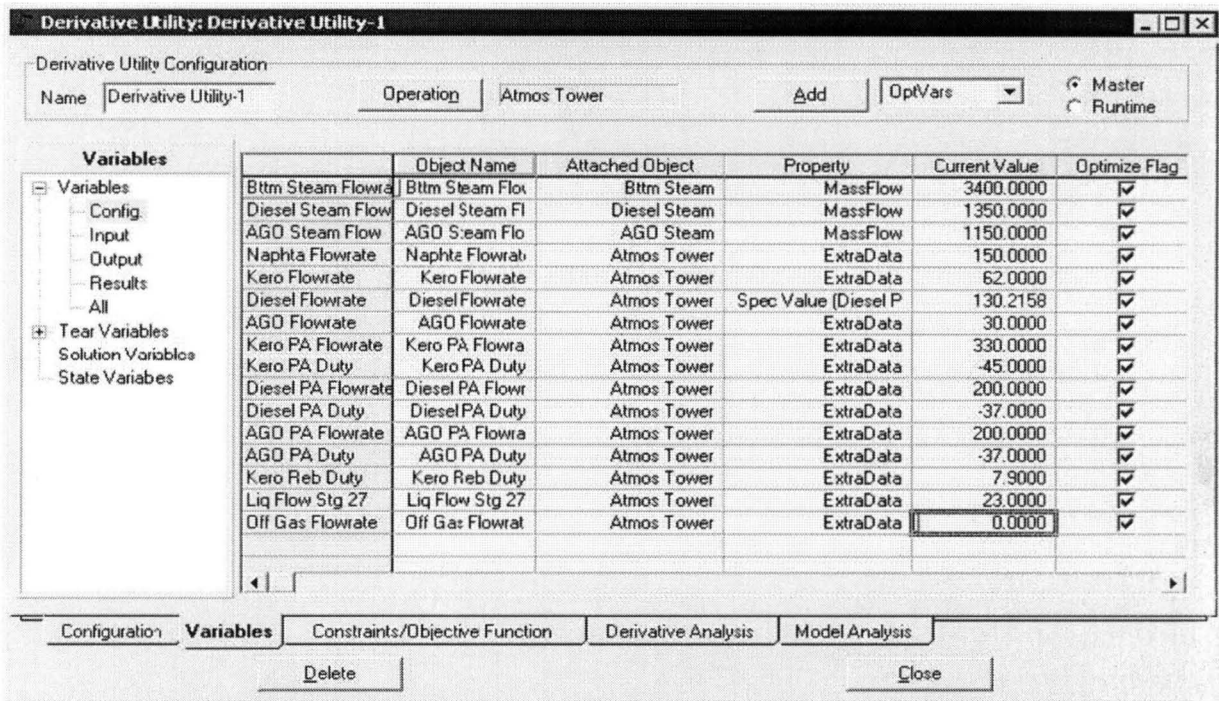 Derivative Utility: Derivative Utility-1
Derivative Utility Configuration
Name Derivative Utility-1 Operation Atmos Tower Add OptVars Master
Runtime
Variables
Variables
Config.
Input
Output
Results
All
Tear Variables
Solution Variables
State Variabes
Object Name Attached Object Property Current Value Optimize Flag
Bttm Steam Flowra Bttm Steam Flov Bttm Steam MassFlow 3400.0000
Diesel Steam Flow Diesel Steam Fl Diesel Steam MassFlow 1350.0000
AGO Steam Flow AGO Steam Flo AGO Steam MassFlow 1150.0000
Naphta Flowrate Naphta Flowrat Atmos Tower ExtraData 150.0000
Kero Flowrate Kero Flowrate Atmos Tower ExtraData 62.0000
Diesel Flowrate Diesel Flowrate Atmos Tower Spec Value (Diesel P 130.2158
AGO Flowrate AGO Flowrate Atmos Tower ExtraData 30.0000
Kero PA Flowrate Kero PA Flowra Atmos Tower ExtraData 330.0000
Kero PA Duty Kero PA Duty Atmos Tower ExtraData -45.0000
Diesel PA Flowrate Diesel PA Flowr Atmos Tower ExtraData 200.0000
Diesel PA Duty Diesel PA Duty Atmos Tower ExtraData -37.0000
AGO PA Flowrate AGO PA Flowra Atmos Tower ExtraData 200.0000
AGO PA Duty AGO PA Duty Atmos Tower ExtraData -37.0000
Kero Reb Duty Kero Reb Duty Atmos Tower ExtraData 7.9000
Liq Flow Stg 27 Liq Flow Stg 27 Atmos Tower ExtraData 23.0000
Off Gas Flowrate Off Gas Flowrat Atmos Tower ExtraData 0.0000
Configuration Variables Constraints/Objective Function Derivative Analysis Model Analysis
Delete Close